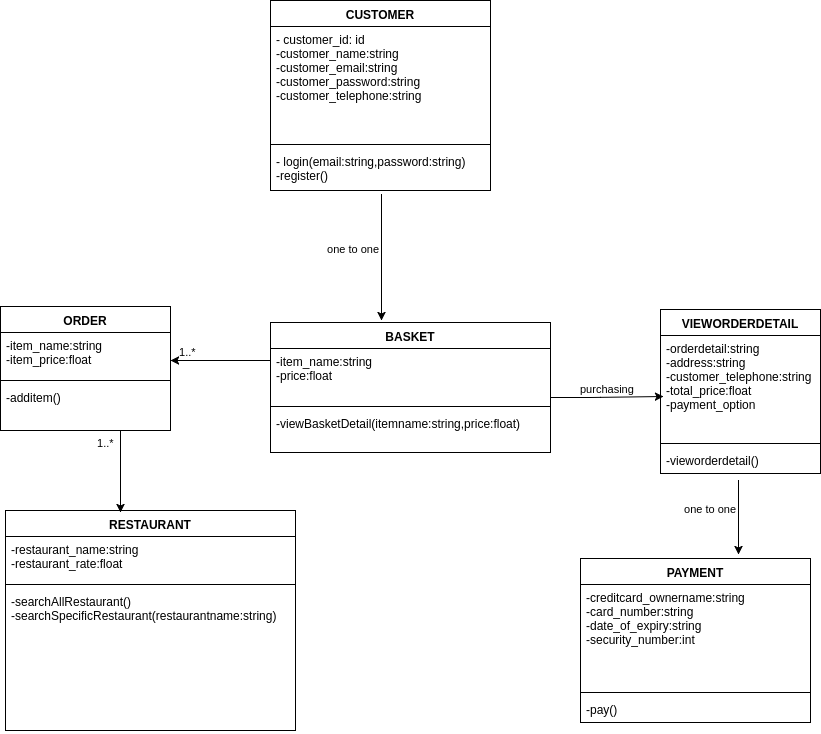 CUSTOMER
- customer_id: id
-customer_name:string
-customer_email:string
-customer_password:string
-customer_telephone:string
- login(email:string,password:string)
-register()
one to one
ORDER
-item_name:string
-item_price:float
-additem()
1..*
BASKET
-item_name:string
-price:float
-viewBasketDetail(itemname:string,price:float)
purchasing
VIEWORDERDETAIL
-orderdetail:string
-address:string
-customer_telephone:string
-total_price:float
-payment_option
-vieworderdetail()
1..*
one to one
RESTAURANT
-restaurant_name:string
-restaurant_rate:float
-searchAllRestaurant()
-searchSpecificRestaurant(restaurantname:string)
PAYMENT
-creditcard_ownername:string
-card_number:string
-date_of_expiry:string
-security_number:int
-pay()